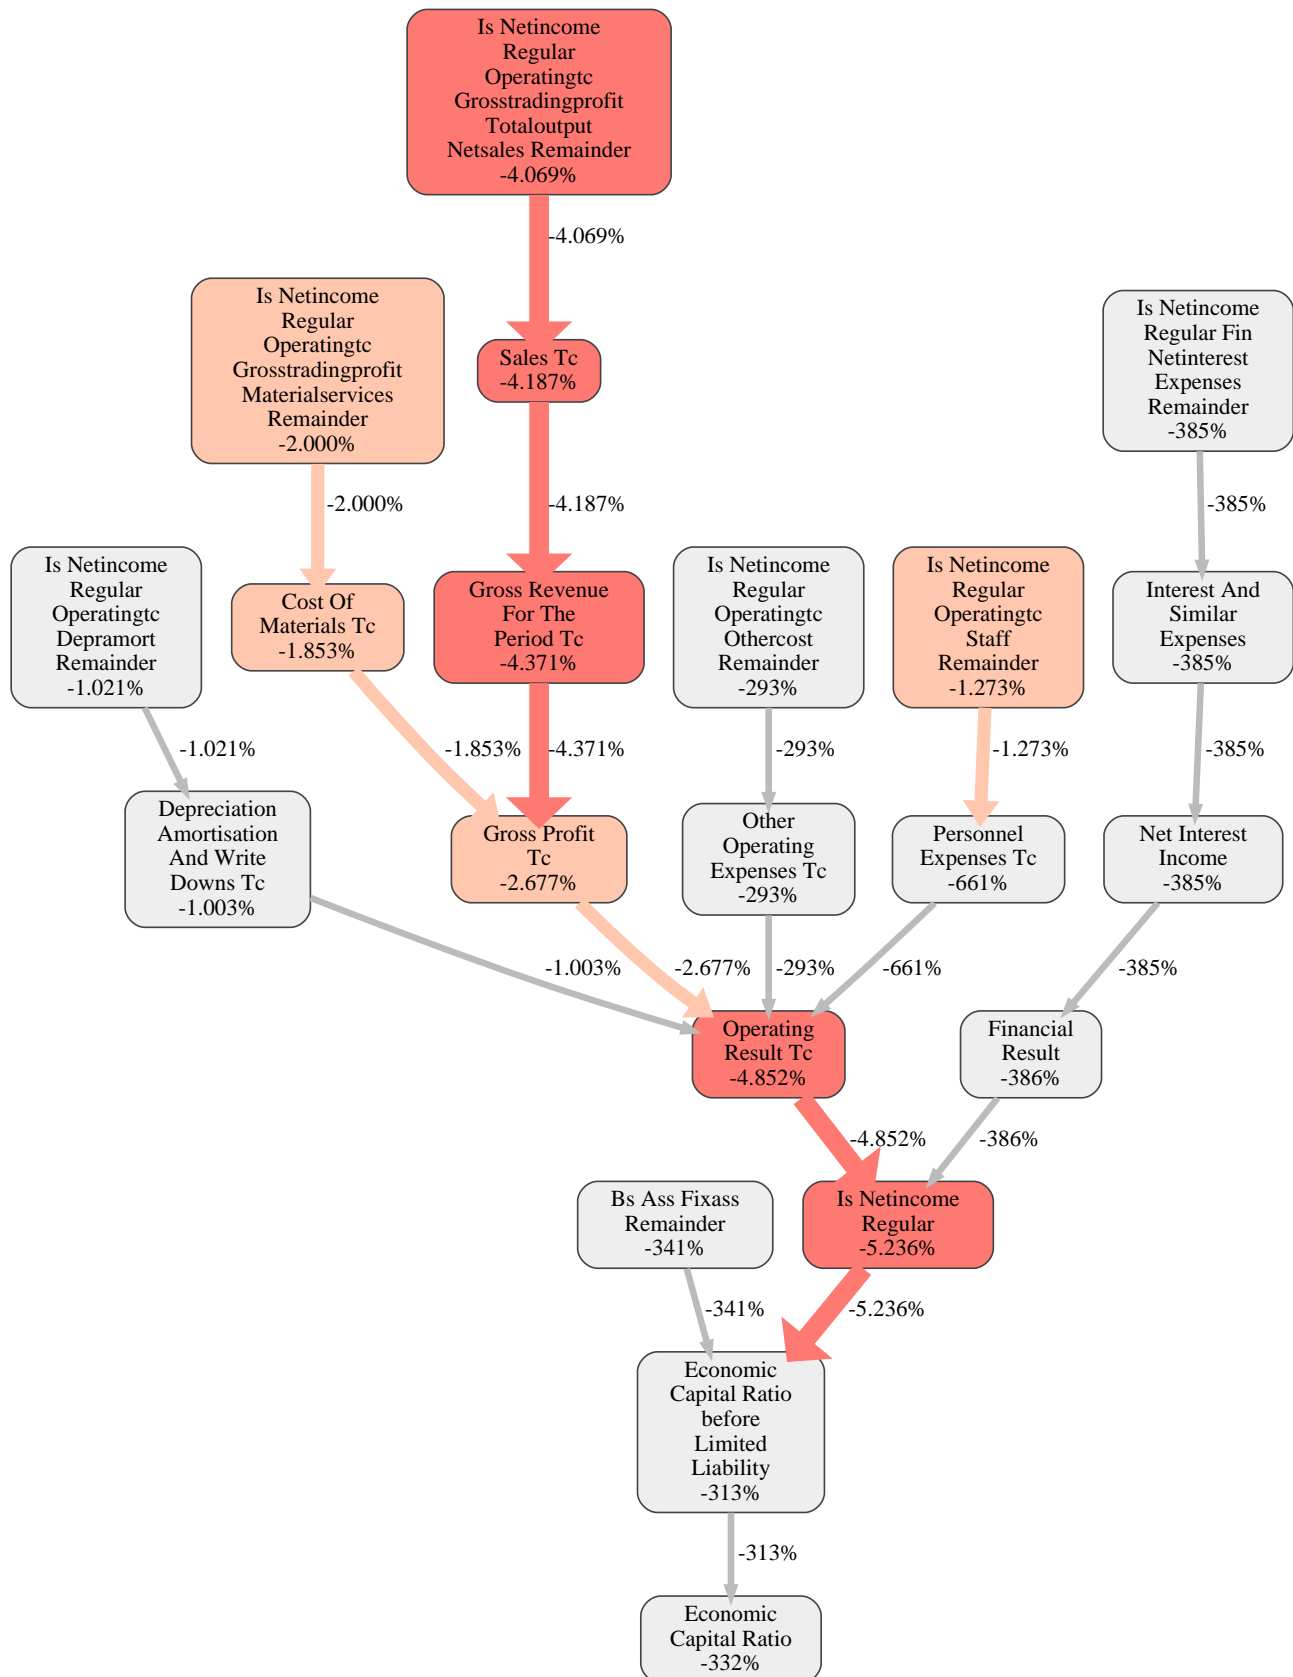 Is Netincome
Regular
Operatingtc
Grosstradingprofit
Totaloutput
Netsales Remainder
-4.069%
-4.069%
Is Netincome
Regular
Operatingtc
Grosstradingprofit
Materialservices
Remainder
-2.000%
Is Netincome
Regular Fin
Netinterest
Expenses
Remainder
-385%
Sales Tc
-4.187%
-2.000%
-4.187%
-385%
Is Netincome
Regular
Operatingtc
Depramort
Remainder
-1.021%
Cost Of
Materials Tc
-1.853%
Gross Revenue
For The
Period Tc
-4.371%
Is Netincome
Regular
Operatingtc
Othercost
Remainder
-293%
Is Netincome
Regular
Operatingtc
Staff
Remainder
-1.273%
Interest And
Similar
Expenses
-385%
-1.021%
-1.853%
-4.371%
-293%
-1.273%
-385%
Depreciation
Amortisation
And Write
Downs Tc
-1.003%
Gross Profit
Tc
-2.677%
Other
Operating
Expenses Tc
-293%
Personnel
Expenses Tc
-661%
Net Interest
Income
-385%
-1.003%
-2.677%
-293%
-661%
-385%
Operating
Result Tc
-4.852%
Financial
Result
-386%
-4.852%
-386%
Bs Ass Fixass
Remainder
-341%
Is Netincome
Regular
-5.236%
-341%
-5.236%
Economic
Capital Ratio
before
Limited
Liability
-313%
-313%
Economic
Capital Ratio
-332%